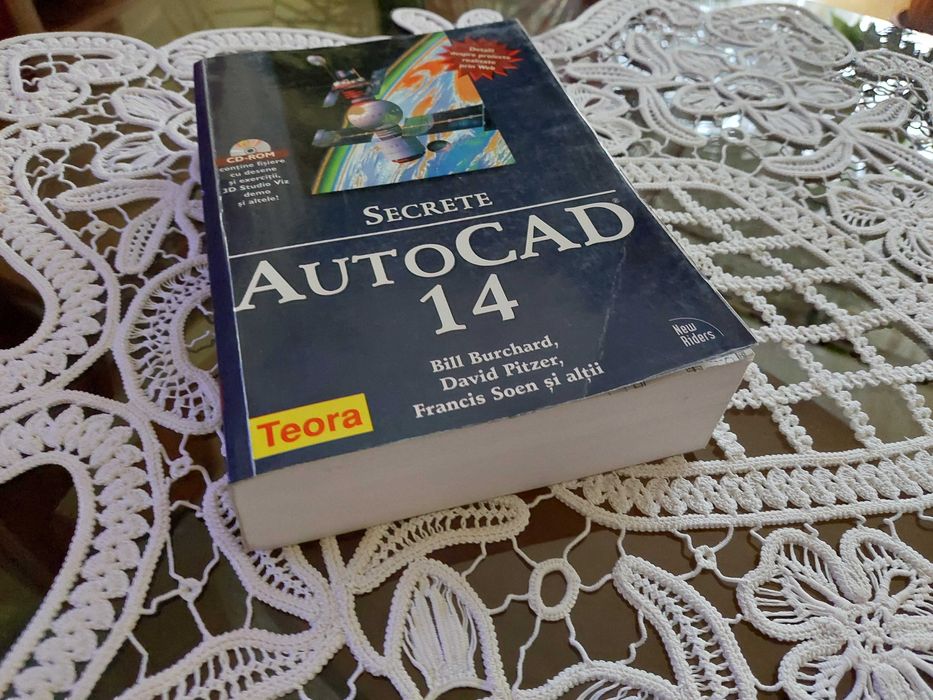 Detalii
despre proiecte
realizate
prin Web
CD-ROM
conține fișiere
cu desene
și exerciții,
3D Studio Viz
demo
și altele!
SECRETE
AUTOCAD®
14
Bill Burchard,
David Pitzer,
Francis Soen și alții
New
Riders
Teora